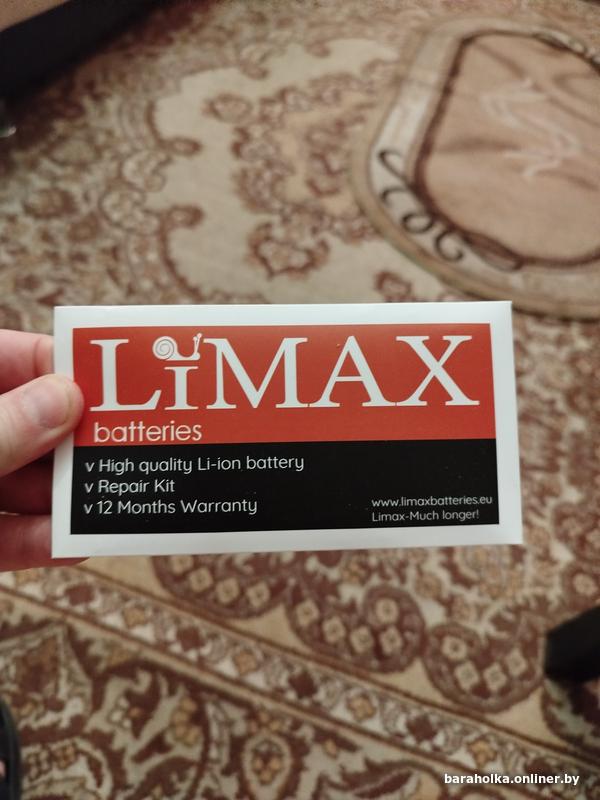 LiMAX
batteries
v High quality Li-ion battery
v Repair Kit
v 12 Months Warranty
www.limaxbatteries.eu
Limax-Much longer!
baraholka.onliner.by